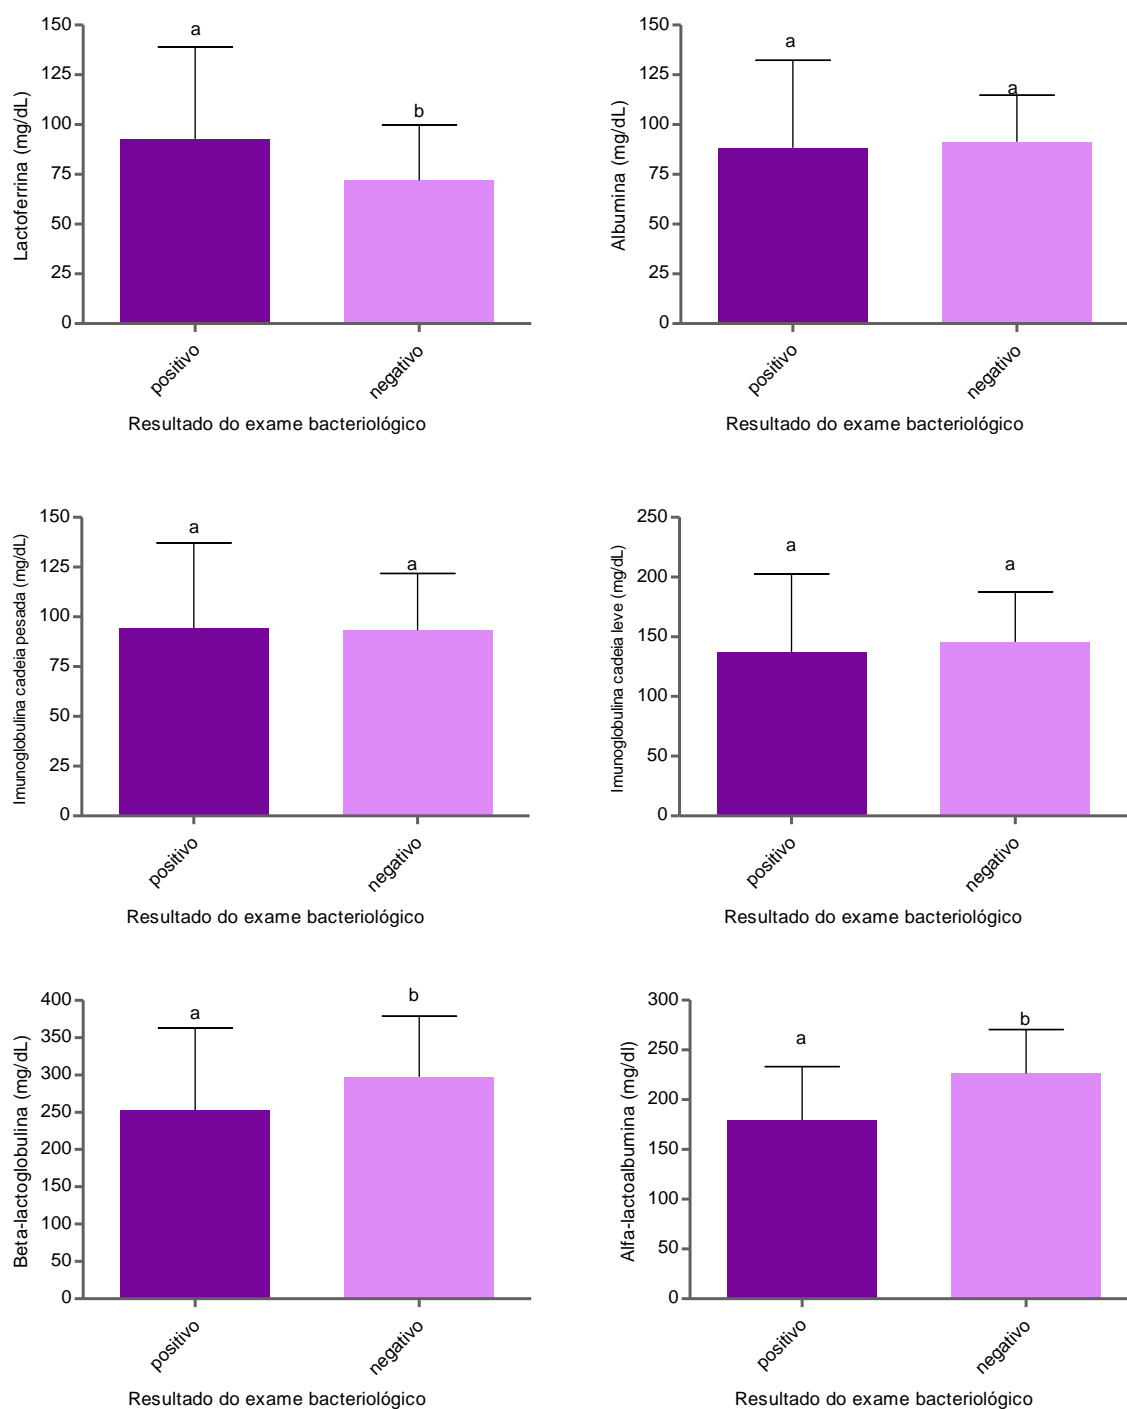 Lactoferrina (mg/dL)
150
125
100
75
50
25
0
a
b
positivo
negativo
Resultado do exame bacteriológico
Albumina (mg/dL)
150
125
100
75
50
25
0
a
a
positivo
negativo
Resultado do exame bacteriológico
Imunoglobulina cadeia pesada (mg/dL)
150
125
100
75
50
25
0
a
a
positivo
negativo
Resultado do exame bacteriológico
Imunoglobulina cadeia leve (mg/dL)
250
200
150
100
50
0
a
a
positivo
negativo
Resultado do exame bacteriológico
Beta-lactoglobulina (mg/dL)
400
350
300
250
200
150
100
50
0
a
b
positivo
negativo
Resultado do exame bacteriológico
Alfa-lactoalbumina (mg/dl)
300
250
200
150
100
50
0
a
b
positivo
negativo
Resultado do exame bacteriológico